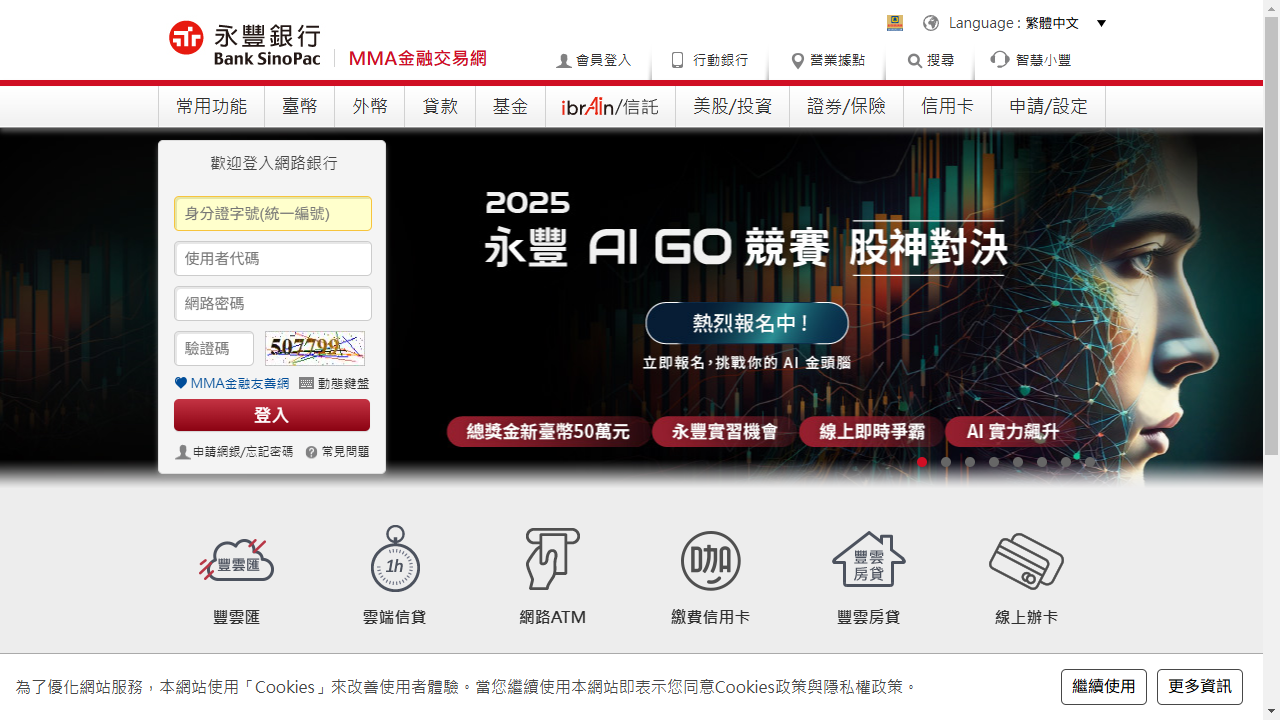 永豐銀行
Bank SinoPac
MMA金融交易網
Language : 繁體中文
會員登入
行動銀行
營業據點
搜尋
智慧小豐
常用功能
臺幣
外幣
貸款
基金
ibrAin/信託
美股/投資
證券/保險
信用卡
申請/設定
歡迎登入網路銀行
身分證字號(統一編號)
使用者代碼
網路密碼
驗證碼
507799
MMA金融友善網
動態鍵盤
登入
申請網銀/忘記密碼
常見問題
2025
永豐 AI GO 競賽 股神對決
熱烈報名中!
立即報名,挑戰你的 AI 金頭腦
總獎金新臺幣50萬元
永豐實習機會
線上即時爭霸
AI 實力飆升
豐雲匯
1h
咖
豐雲
房貸
豐雲匯
雲端信貸
網路ATM
繳費信用卡
豐雲房貸
線上辦卡
為了優化網站服務,本網站使用「Cookies」來改善使用者體驗。當您繼續使用本網站即表示您同意Cookies政策與隱私權政策。
繼續使用
更多資訊